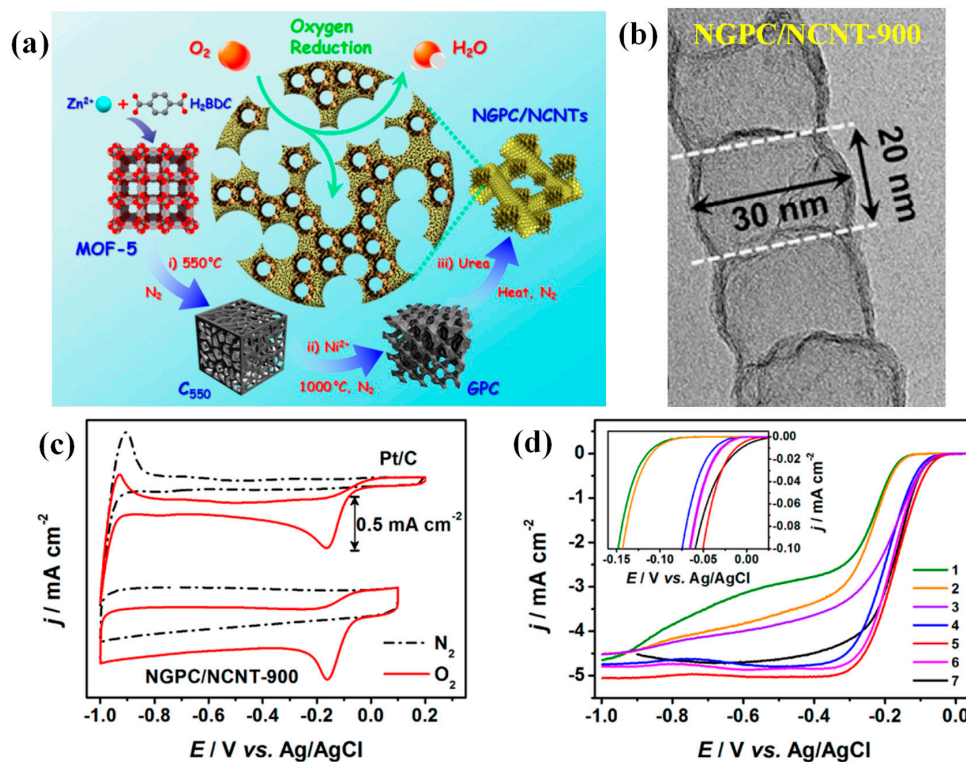 (a)
Oxygen
Reduction
O₂
H₂O
Zn²⁺ + H₂BDC
NGPC/NCNTs
MOF-5
i) 550°C
N₂
iii) Urea
Heat, N₂
C₅₅₀
ii) Ni²⁺
1000°C, N₂
GPC
(b)
NGPC/NCNT-900
30 nm
20 nm
(c)
Pt/C
0.5 mA cm⁻²
N₂
O₂
NGPC/NCNT-900
j / mA cm⁻²
-1.0 -0.8 -0.6 -0.4 -0.2 0.0 0.2
E / V vs. Ag/AgCl
(d)
0.00
-0.02
-0.04
-0.06
-0.08
-0.10
j / mA cm⁻²
-0.15 -0.10 -0.05 0.00
E / V vs. Ag/AgCl
0
-1
-2
-3
-4
-5
j / mA cm⁻²
1
2
3
4
5
6
7
-1.0 -0.8 -0.6 -0.4 -0.2 0.0
E / V vs. Ag/AgCl